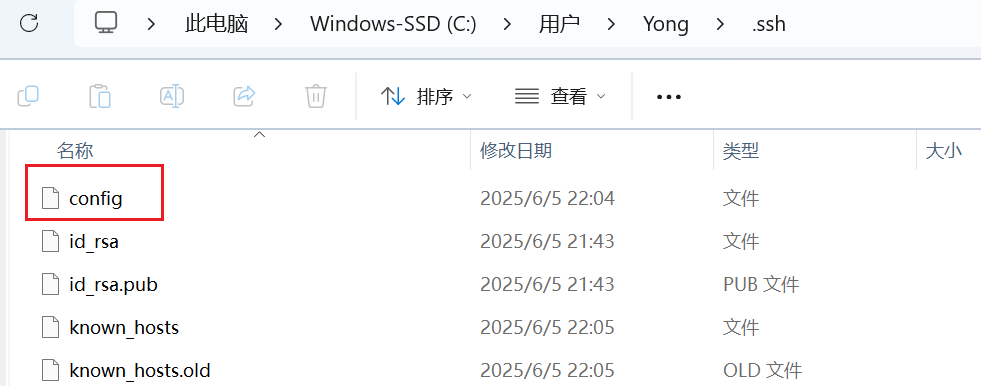 此电脑 > Windows-SSD (C:) > 用户 > Yong > .ssh
排序 查看 •••
名称 修改日期 类型 大小
config 2025/6/5 22:04 文件
id_rsa 2025/6/5 21:43 文件
id_rsa.pub 2025/6/5 21:43 PUB 文件
known_hosts 2025/6/5 22:05 文件
known_hosts.old 2025/6/5 22:05 OLD 文件